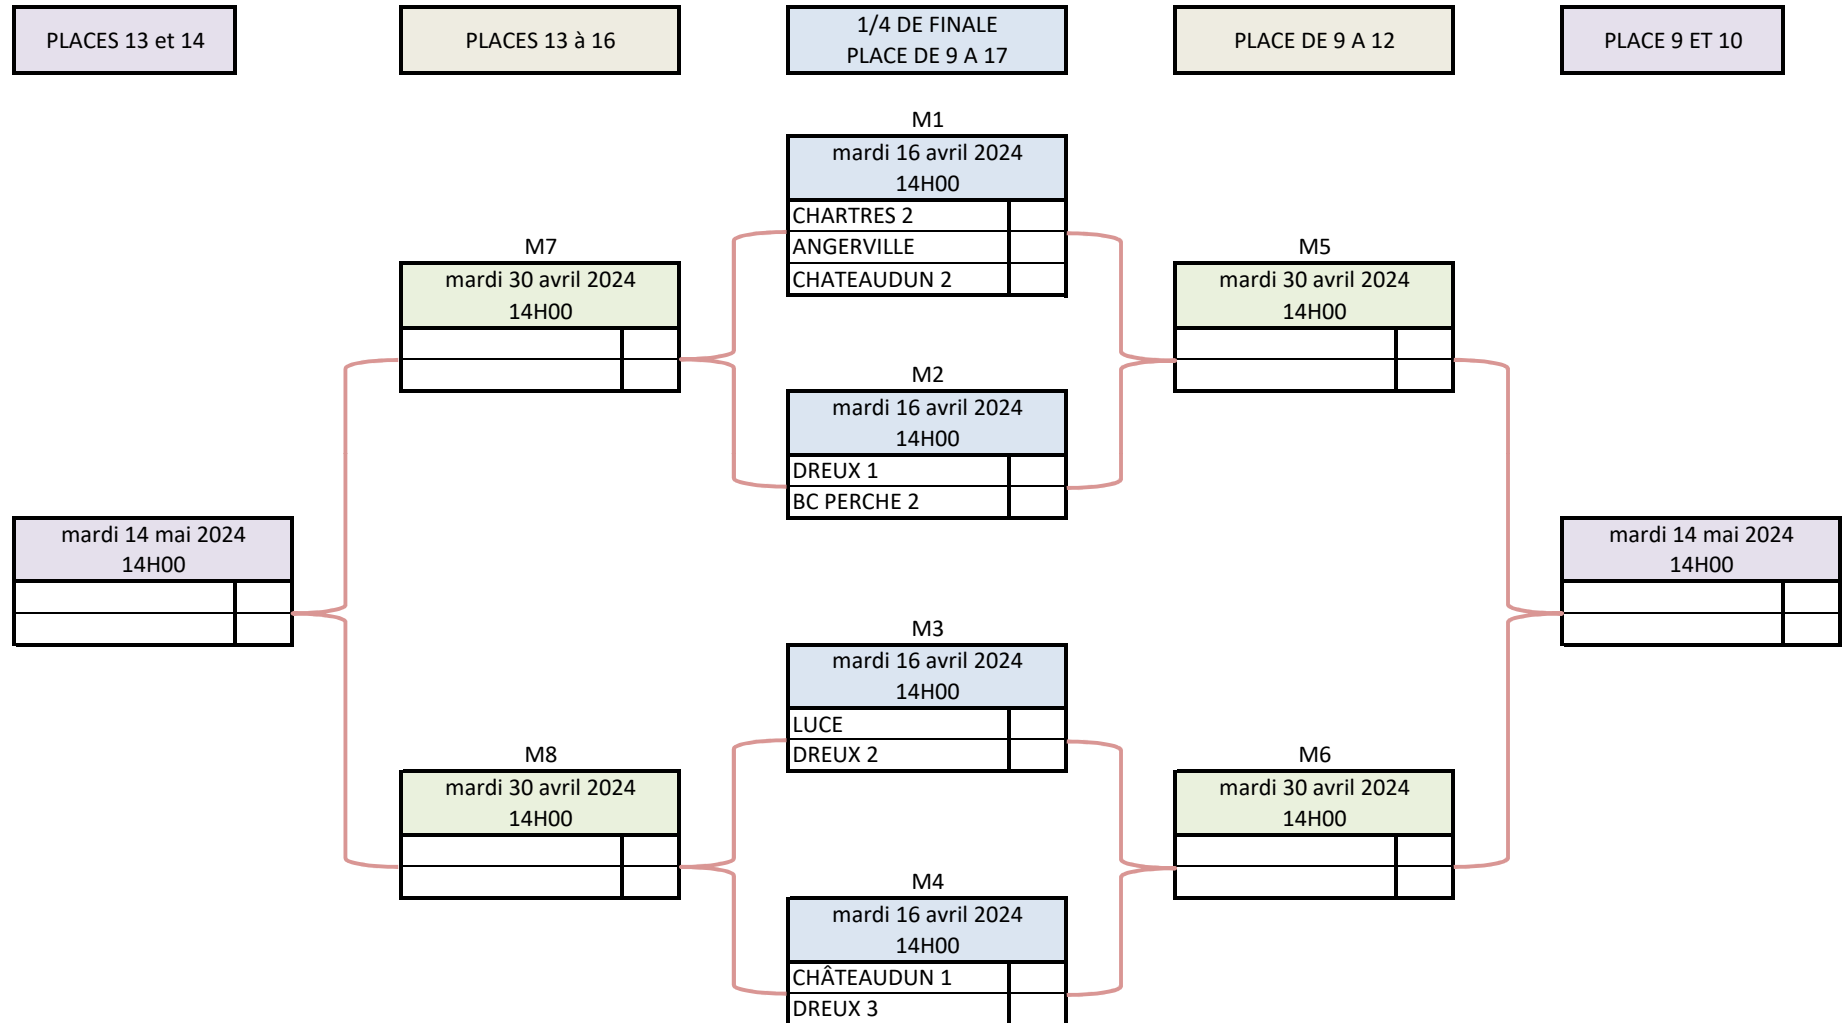 PLACES 13 et 14
PLACES 13 à 16
1/4 DE FINALE
PLACE DE 9 A 17
PLACE DE 9 A 12
PLACE 9 ET 10
M1
mardi 16 avril 2024
14H00
CHARTRES 2
ANGERVILLE
CHATEAUDUN 2
M7
mardi 30 avril 2024
14H00
M5
mardi 30 avril 2024
14H00
M2
mardi 16 avril 2024
14H00
DREUX 1
BC PERCHE 2
mardi 14 mai 2024
14H00
mardi 14 mai 2024
14H00
M3
mardi 16 avril 2024
14H00
LUCE
DREUX 2
M8
mardi 30 avril 2024
14H00
M6
mardi 30 avril 2024
14H00
M4
mardi 16 avril 2024
14H00
CHÂTEAUDUN 1
DREUX 3